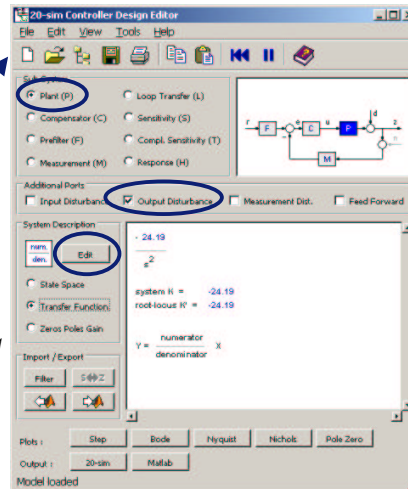 20-sim Controller Design Editor
File Edit View Tools Help
Sub System
Plant (P)
Loop Transfer (L)
Compensator (C)
Sensitivity (S)
Prefilter (F)
Compl. Sensitivity (T)
Measurement (M)
Response (H)
r F e C u P d z
M
Additional Ports
Input Disturbance
Output Disturbance
Measurement Dist.
Feed Forward
System Description
num.
den.
Edit
State Space
Transfer Function
Zeros Poles Gain
- 24.19
s2
system K = -24.19
root-locus K' = -24.19
Y = numerator X
denominator
Import / Export
Filter
Plots :
Step
Bode
Nyquist
Nichols
Pole Zero
Output :
20-sim
Matlab
Model loaded